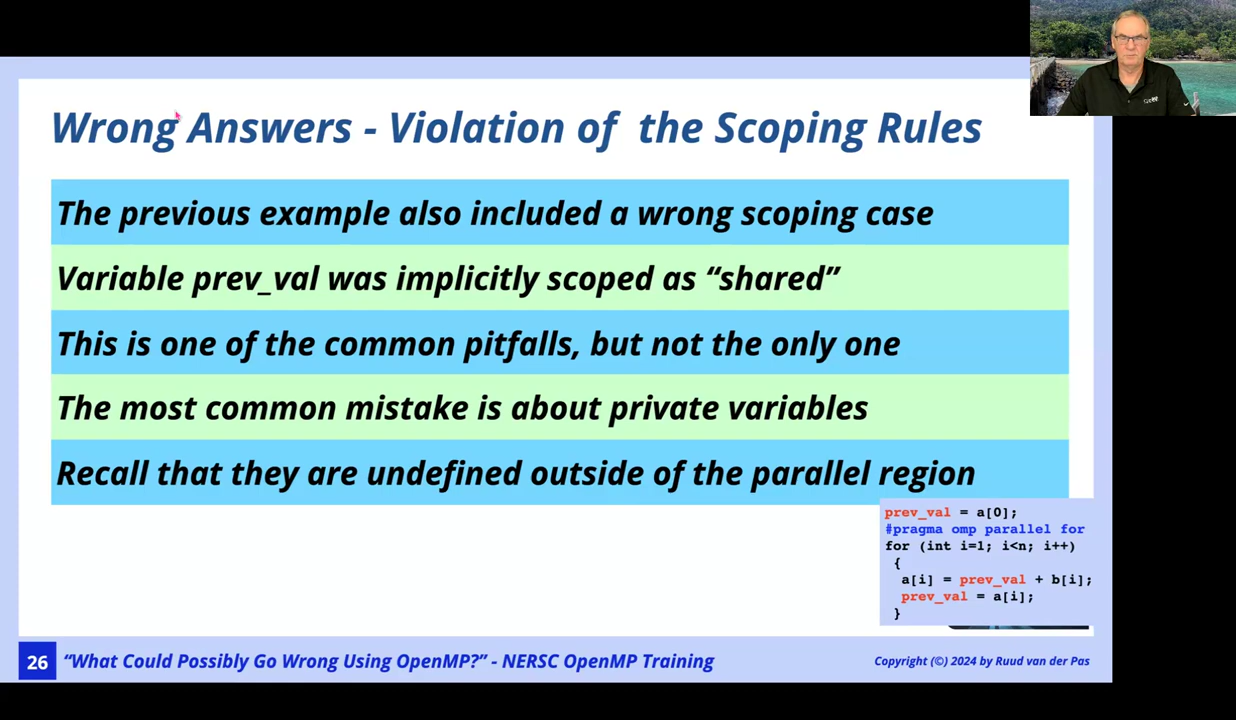 Wrong Answers - Violation of the Scoping Rules
The previous example also included a wrong scoping case
Variable prev_val was implicitly scoped as “shared”
This is one of the common pitfalls, but not the only one
The most common mistake is about private variables
Recall that they are undefined outside of the parallel region
prev_val = a[0];
#pragma omp parallel for
for (int i=1; i<n; i++)
{
a[i] = prev_val + b[i];
prev_val = a[i];
}
26
“What Could Possibly Go Wrong Using OpenMP?” - NERSC OpenMP Training
Copyright (©) 2024 by Ruud van der Pas